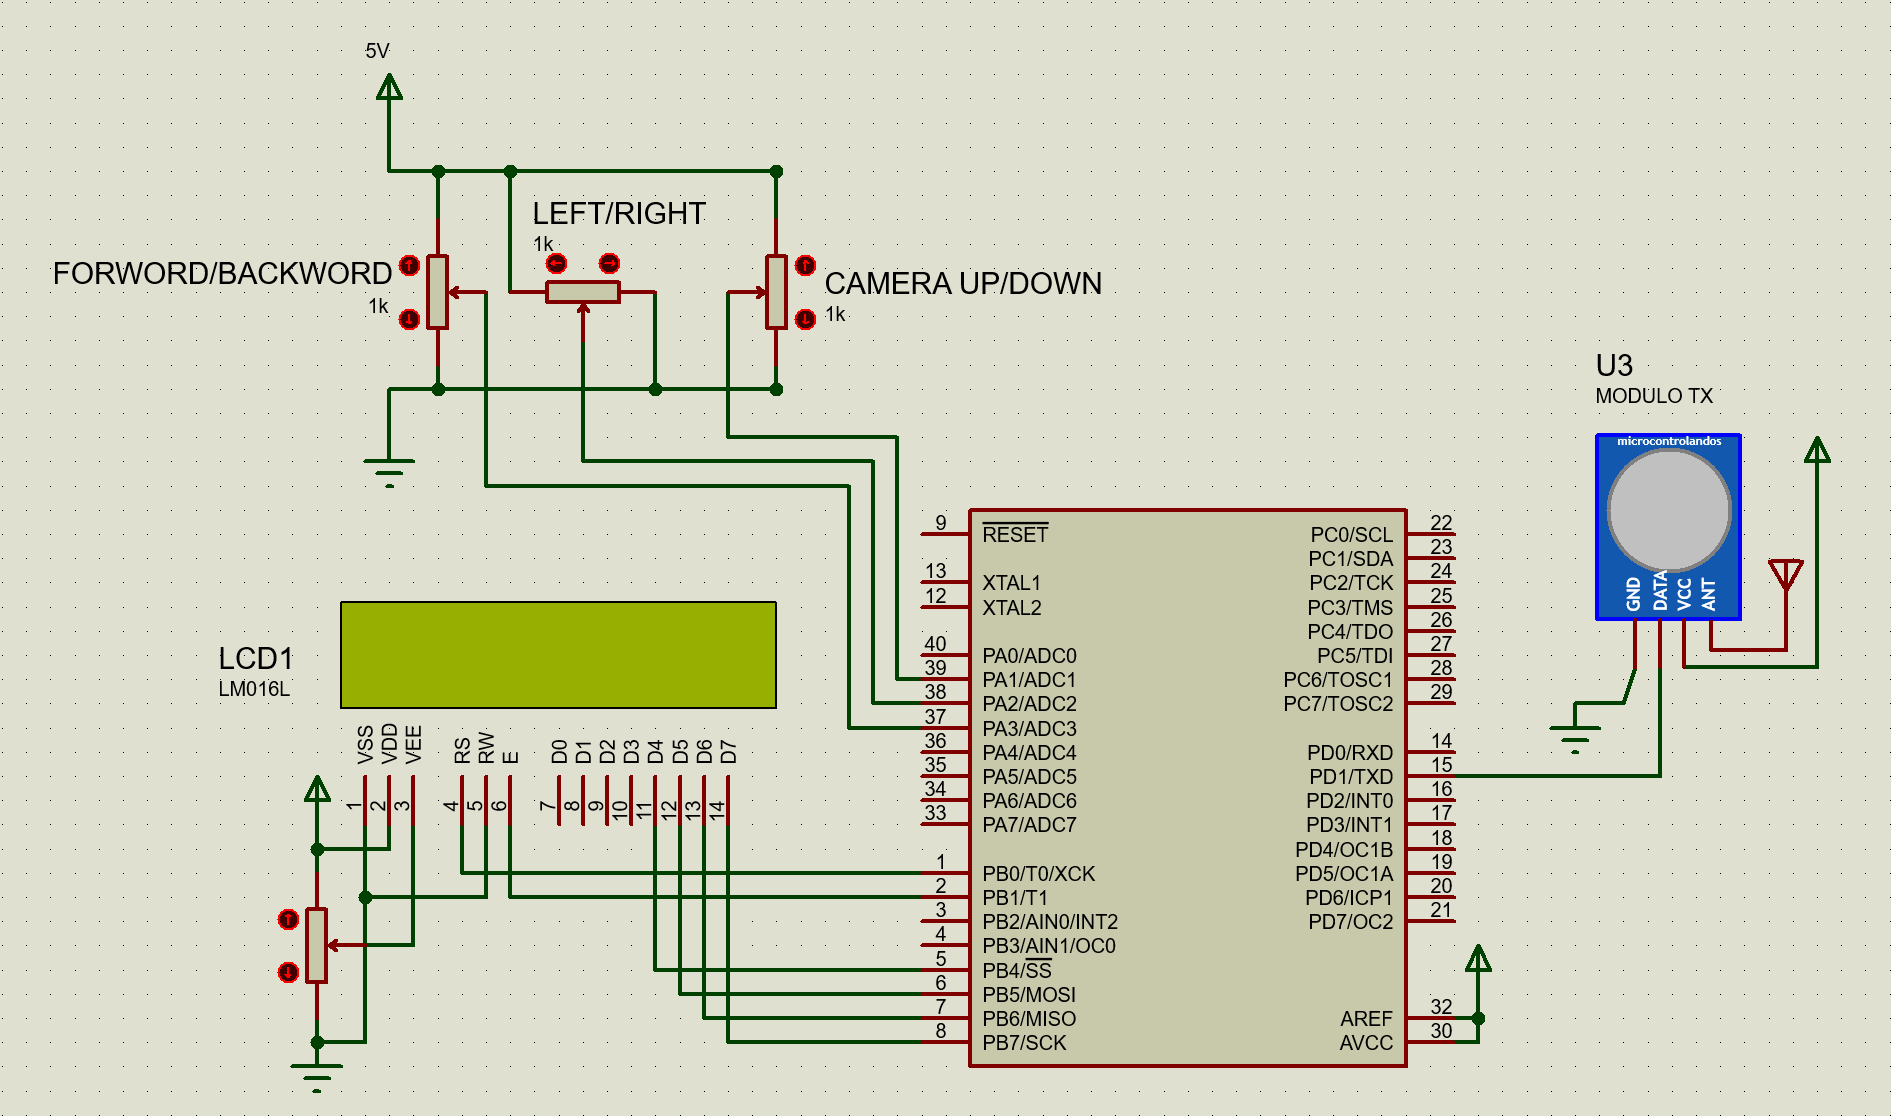 5V
LEFT/RIGHT
1k
FORWORD/BACKWORD
1k
CAMERA UP/DOWN
1k
U3
MODULO TX
microcontrolandos
GND
DATA
VCC
ANT
LCD1
LM016L
VSS
VDD
VEE
RS
RW
E
D0
D1
D2
D3
D4
D5
D6
D7
1
2
3
4
5
6
7
8
9
10
11
12
13
14
9 RESET
13 XTAL1
12 XTAL2
40 PA0/ADC0
39 PA1/ADC1
38 PA2/ADC2
37 PA3/ADC3
36 PA4/ADC4
35 PA5/ADC5
34 PA6/ADC6
33 PA7/ADC7
1 PB0/T0/XCK
2 PB1/T1
3 PB2/AIN0/INT2
4 PB3/AIN1/OC0
5 PB4/SS
6 PB5/MOSI
7 PB6/MISO
8 PB7/SCK
PC0/SCL 22
PC1/SDA 23
PC2/TCK 24
PC3/TMS 25
PC4/TDO 26
PC5/TDI 27
PC6/TOSC1 28
PC7/TOSC2 29
PD0/RXD 14
PD1/TXD 15
PD2/INT0 16
PD3/INT1 17
PD4/OC1B 18
PD5/OC1A 19
PD6/ICP1 20
PD7/OC2 21
AREF 32
AVCC 30